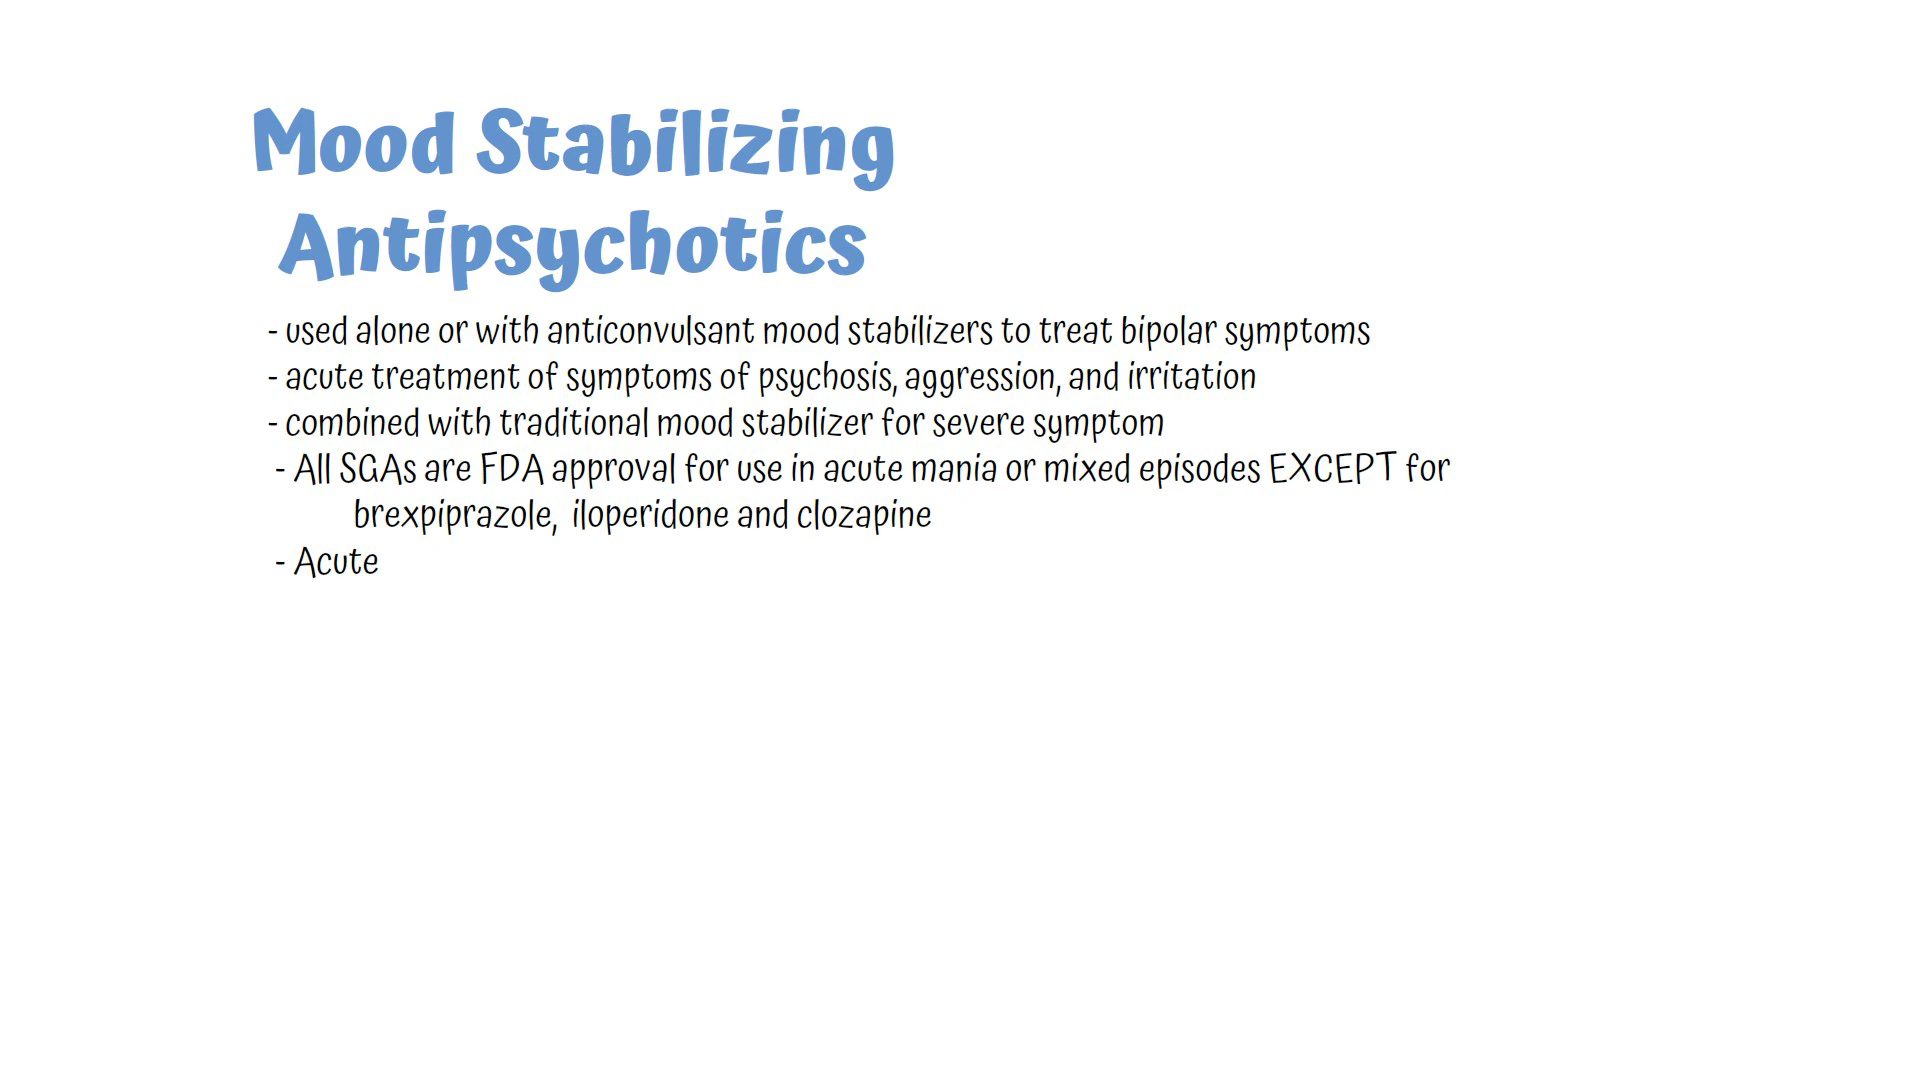 Mood Stabilizing
Antipsychotics
- used alone or with anticonvulsant mood stabilizers to treat bipolar symptoms
- acute treatment of symptoms of psychosis, aggression, and irritation
- combined with traditional mood stabilizer for severe symptom
- All SGAs are FDA approval for use in acute mania or mixed episodes EXCEPT for
brexpiprazole, iloperidone and clozapine
- Acute